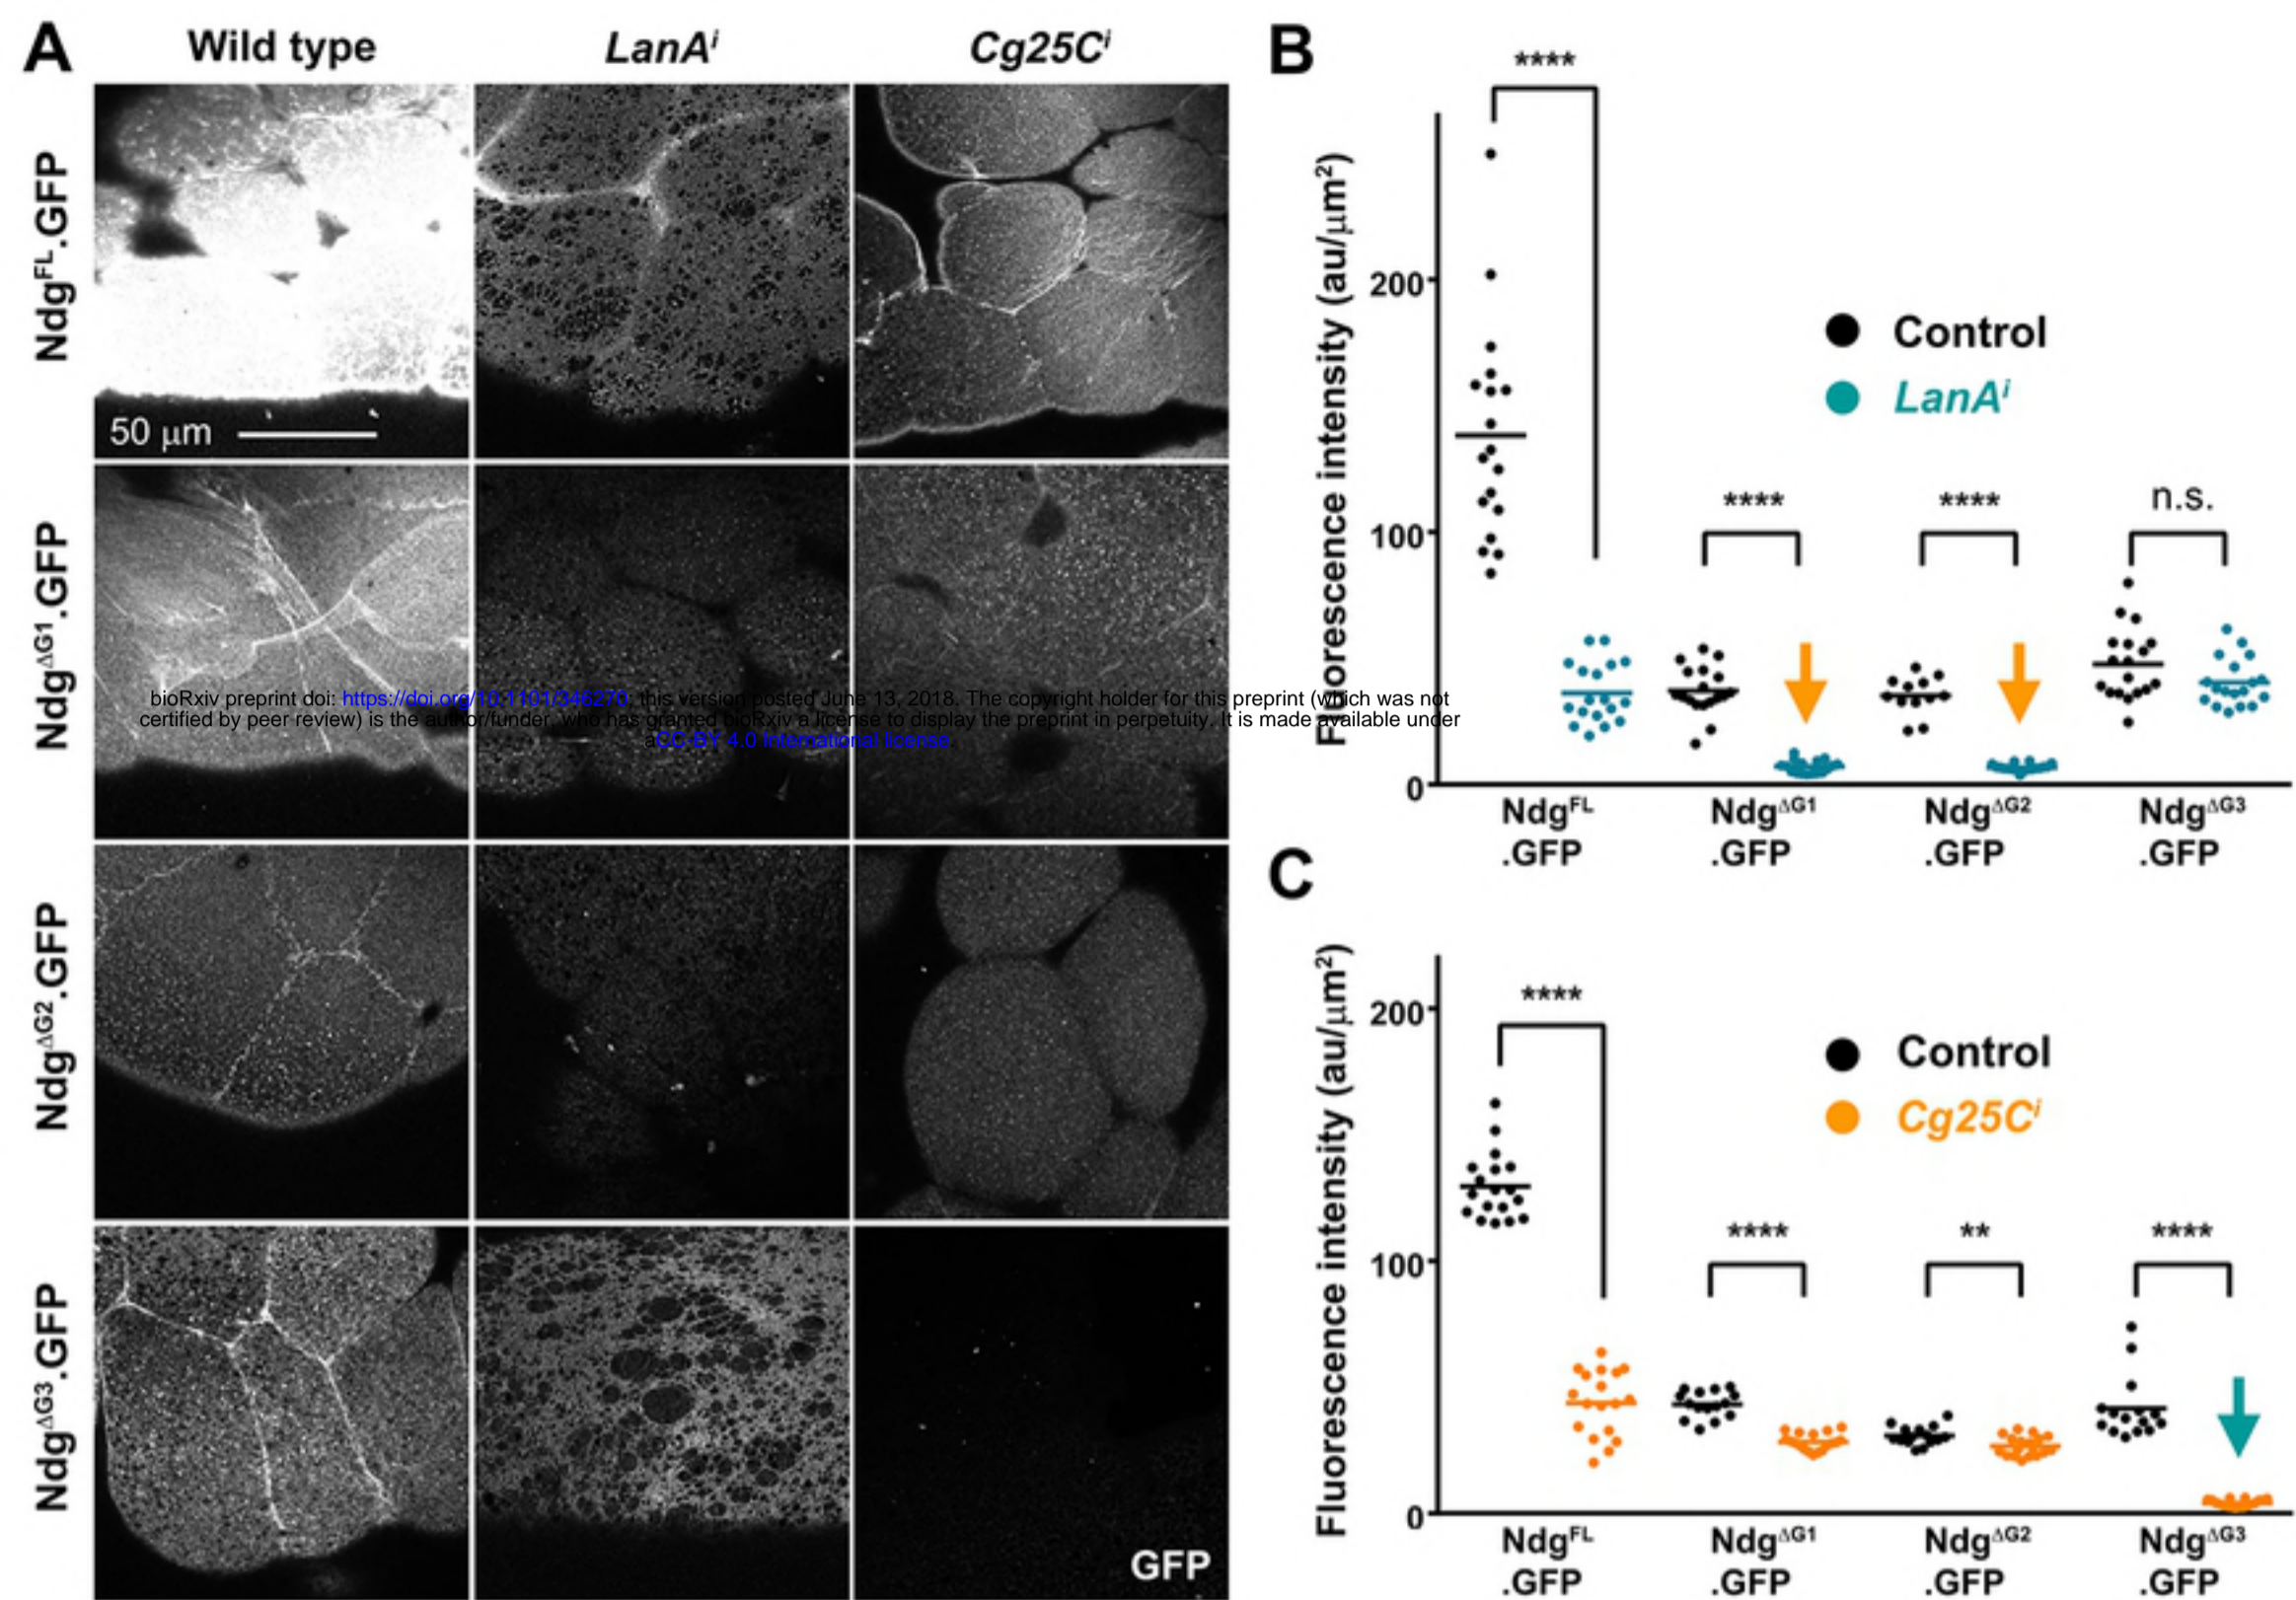 A
Wild type
LanAⁱ
Cg25Cⁱ
Ndg^FL.GFP
Ndg^ΔG1.GFP
Ndg^ΔG2.GFP
Ndg^ΔG3.GFP
50 μm
GFP
bioRxiv preprint doi: https://doi.org/10.1101/346270; this version posted June 13, 2018. The copyright holder for this preprint (which was not
certified by peer review) is the author/funder, who has granted bioRxiv a license to display the preprint in perpetuity. It is made available under
aCC-BY 4.0 International license.
B
Fluorescence intensity (au/μm²)
200
100
0
****
****
****
n.s.
Control
LanAⁱ
Ndg^FL
.GFP
Ndg^ΔG1
.GFP
Ndg^ΔG2
.GFP
Ndg^ΔG3
.GFP
C
Fluorescence intensity (au/μm²)
200
100
0
****
****
**
****
Control
Cg25Cⁱ
Ndg^FL
.GFP
Ndg^ΔG1
.GFP
Ndg^ΔG2
.GFP
Ndg^ΔG3
.GFP